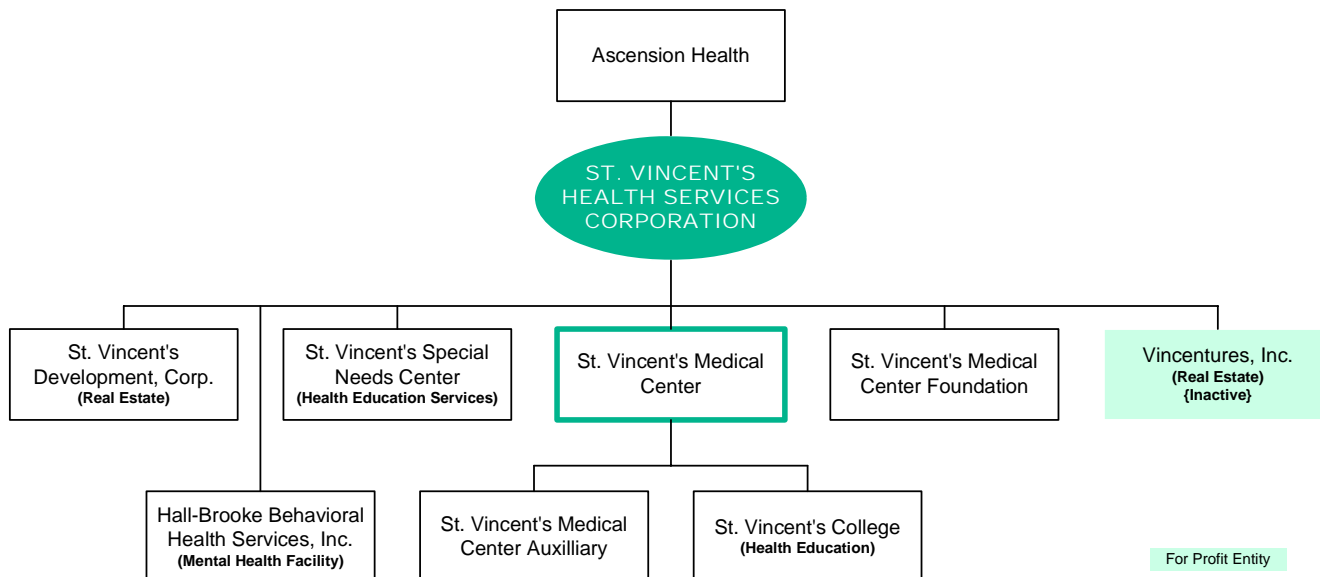 Ascension Health
ST. VINCENT'S
HEALTH SERVICES
CORPORATION
St. Vincent's
Development, Corp.
(Real Estate)
St. Vincent's Special
Needs Center
(Health Education Services)
St. Vincent's Medical
Center
St. Vincent's Medical
Center Foundation
Vincentures, Inc.
(Real Estate)
{Inactive}
Hall-Brooke Behavioral
Health Services, Inc.
(Mental Health Facility)
St. Vincent's Medical
Center Auxilliary
St. Vincent's College
(Health Education)
For Profit Entity